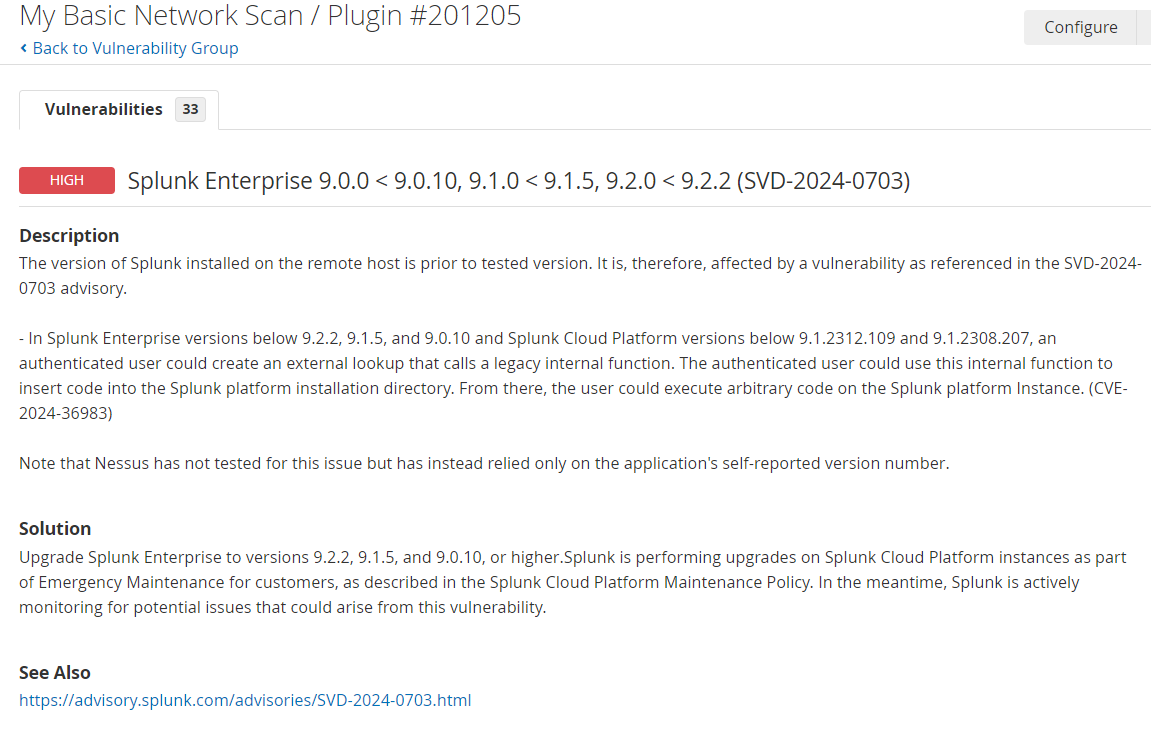 My Basic Network Scan / Plugin #201205
Configure
‹ Back to Vulnerability Group
Vulnerabilities 33
HIGH Splunk Enterprise 9.0.0 < 9.0.10, 9.1.0 < 9.1.5, 9.2.0 < 9.2.2 (SVD-2024-0703)
Description
The version of Splunk installed on the remote host is prior to tested version. It is, therefore, affected by a vulnerability as referenced in the SVD-2024-
0703 advisory.
- In Splunk Enterprise versions below 9.2.2, 9.1.5, and 9.0.10 and Splunk Cloud Platform versions below 9.1.2312.109 and 9.1.2308.207, an
authenticated user could create an external lookup that calls a legacy internal function. The authenticated user could use this internal function to
insert code into the Splunk platform installation directory. From there, the user could execute arbitrary code on the Splunk platform Instance. (CVE-
2024-36983)
Note that Nessus has not tested for this issue but has instead relied only on the application's self-reported version number.
Solution
Upgrade Splunk Enterprise to versions 9.2.2, 9.1.5, and 9.0.10, or higher.Splunk is performing upgrades on Splunk Cloud Platform instances as part
of Emergency Maintenance for customers, as described in the Splunk Cloud Platform Maintenance Policy. In the meantime, Splunk is actively
monitoring for potential issues that could arise from this vulnerability.
See Also
https://advisory.splunk.com/advisories/SVD-2024-0703.html